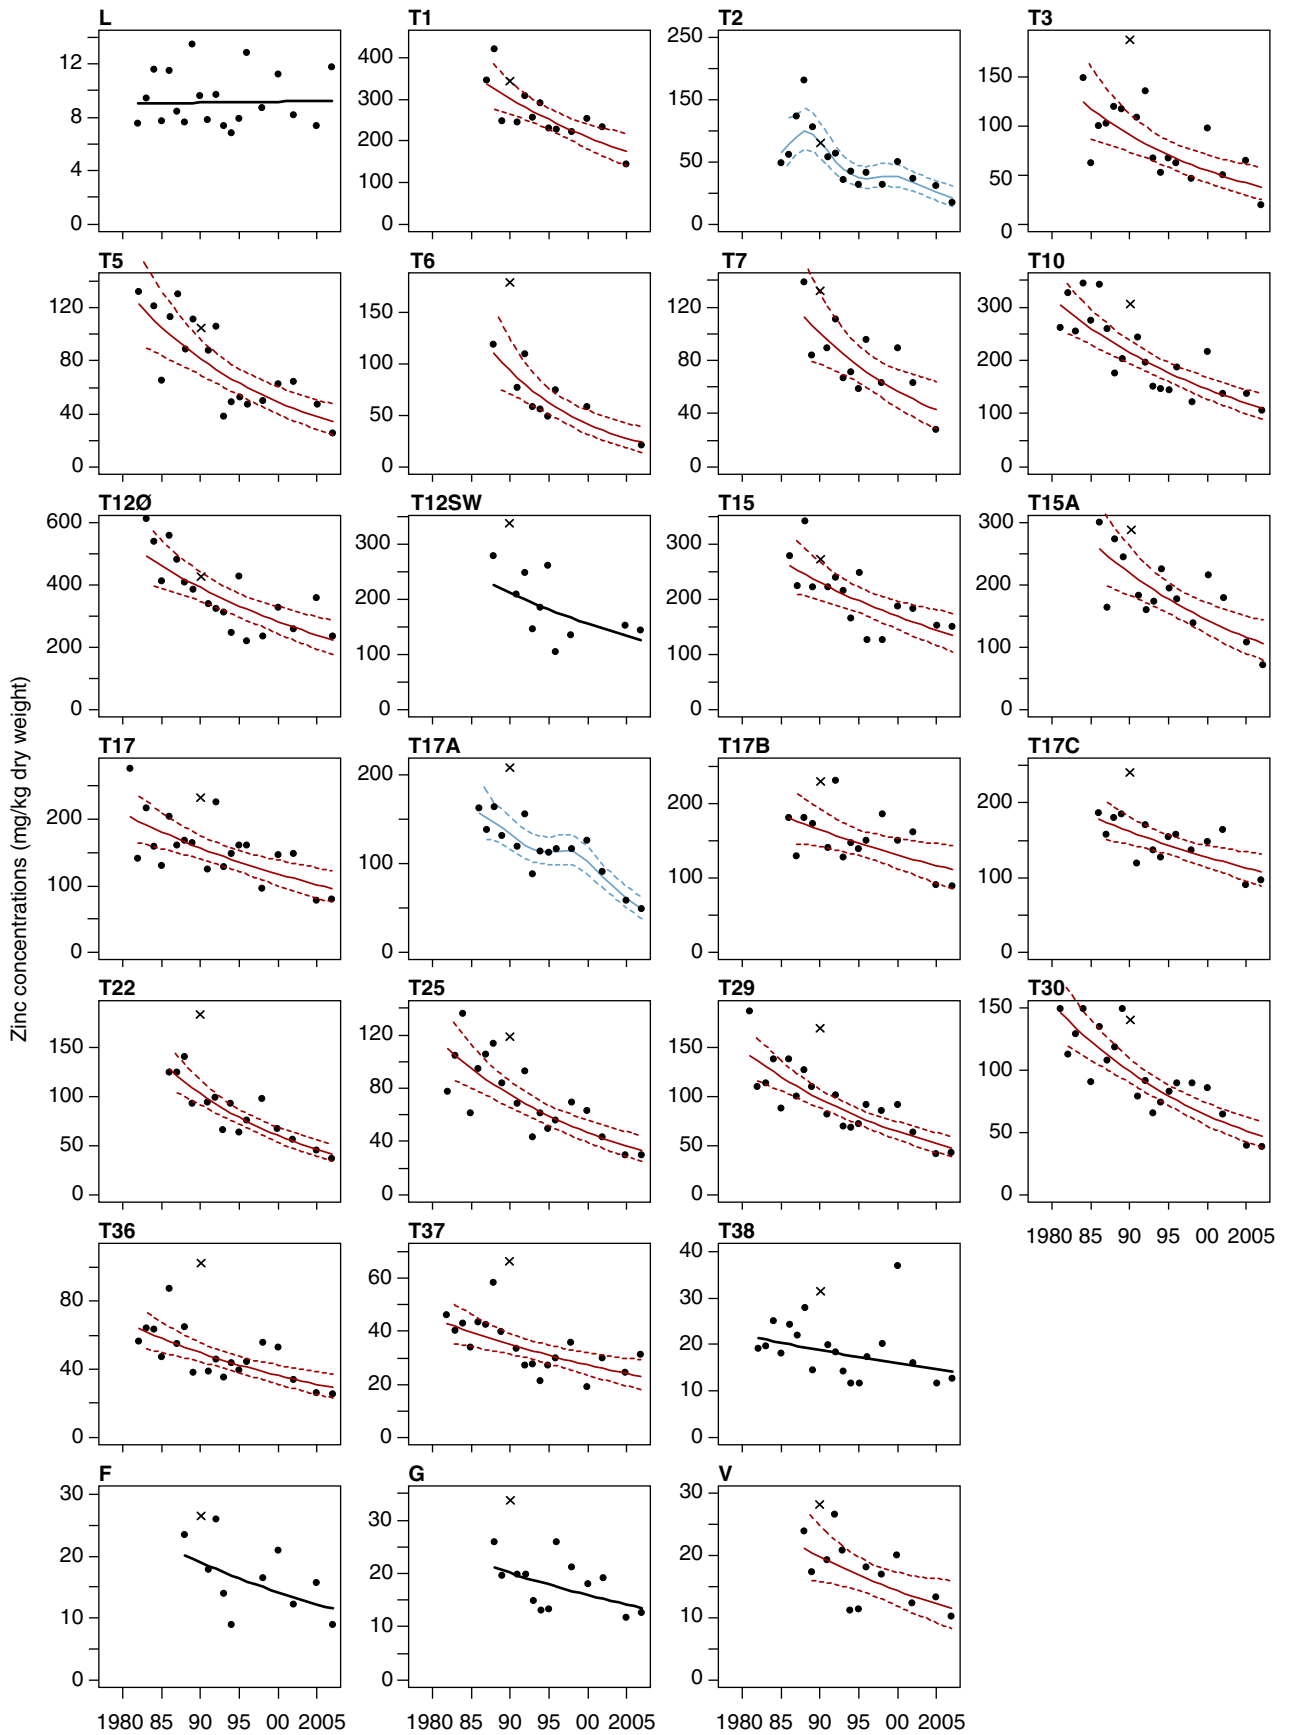 L T1 T2 T3
12 8 4 0
400 300 200 100 0
250 150 50 0
150 100 50 0
T5 T6 T7 T10
120 80 40 0
150 100 50 0
120 80 40 0
300 200 100 0
T12Ø T12SW T15 T15A
600 400 200 0
300 200 100 0
300 200 100 0
300 200 100 0
Zinc concentrations (mg/kg dry weight)
T17 T17A T17B T17C
200 100 0
200 100 0
200 100 0
200 100 0
T22 T25 T29 T30
150 100 50 0
120 80 40 0
150 100 50 0
150 100 50 0
1980 85 90 95 00 2005
T36 T37 T38
80 40 0
60 40 20 0
40 30 20 10 0
F G V
30 20 10 0
30 20 10 0
30 20 10 0
1980 85 90 95 00 2005
1980 85 90 95 00 2005
1980 85 90 95 00 2005